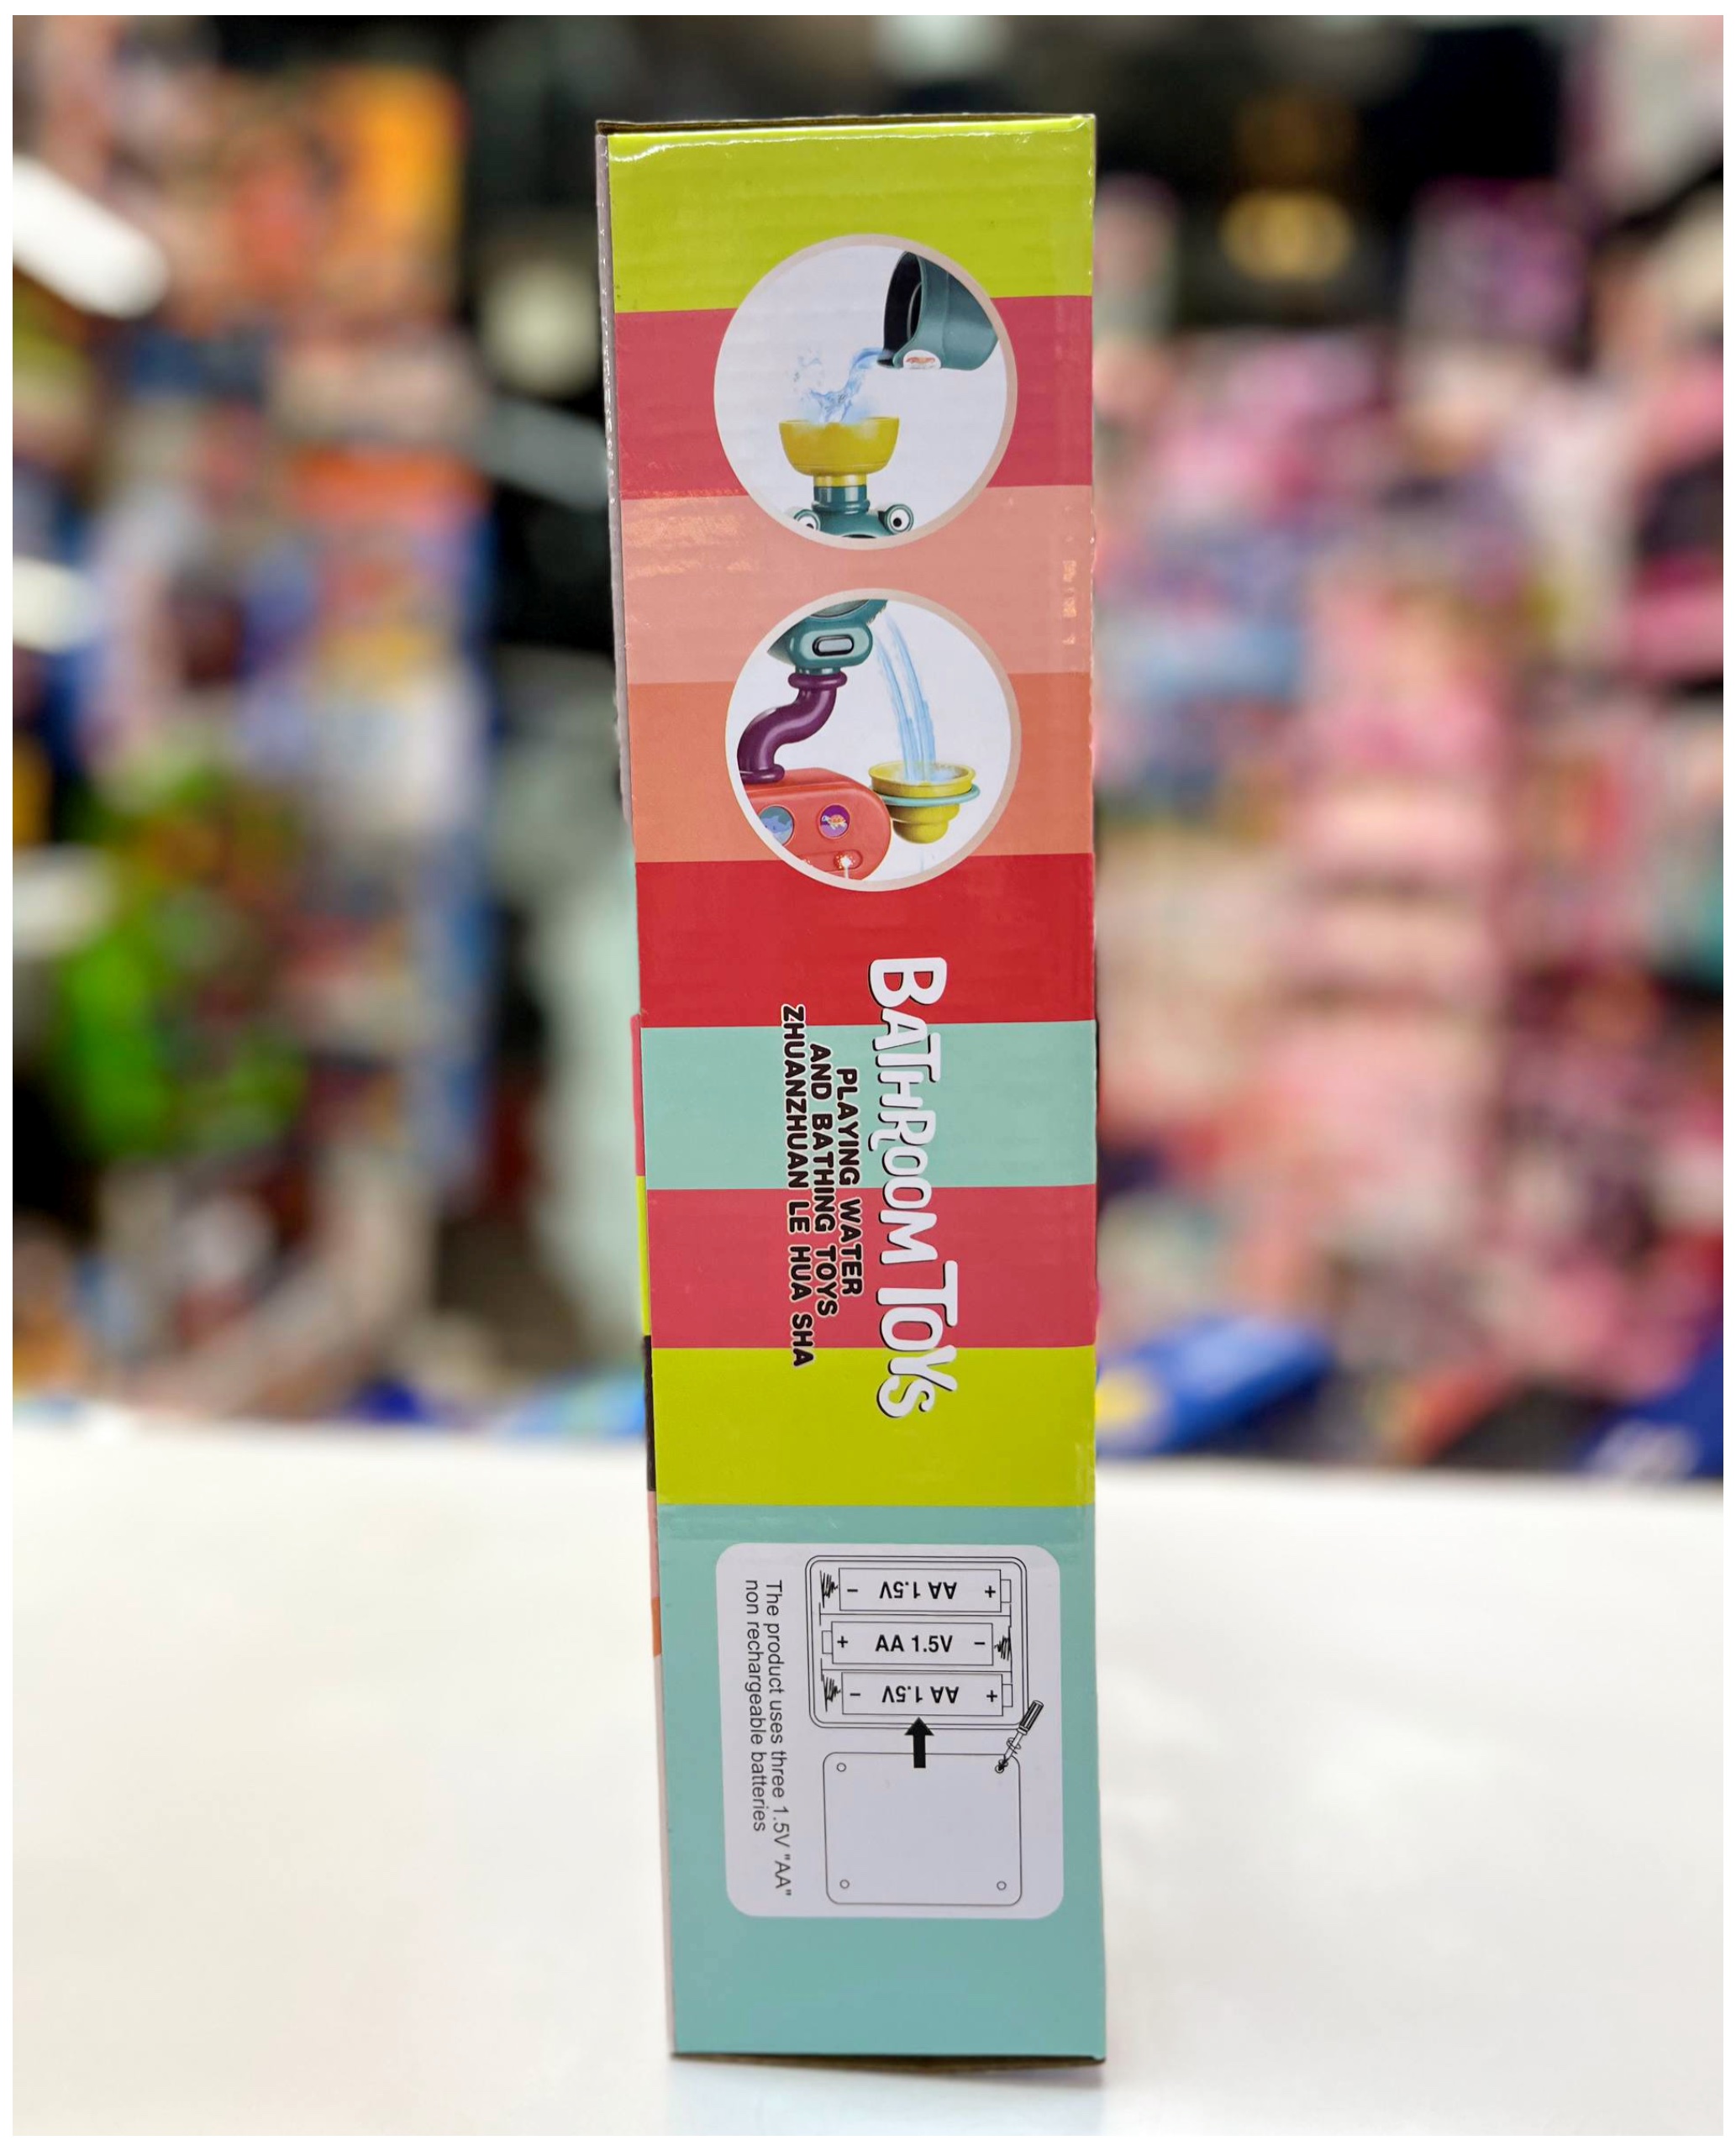 BATHROOM TOYS
PLAYING WATER
AND BATHING TOYS
ZHUANZHUAN LE HUA SHA
+ AA 1.5V -
+ AA 1.5V -
+ AA 1.5V -
The product uses three 1.5V "AA"
non rechargeable batteries